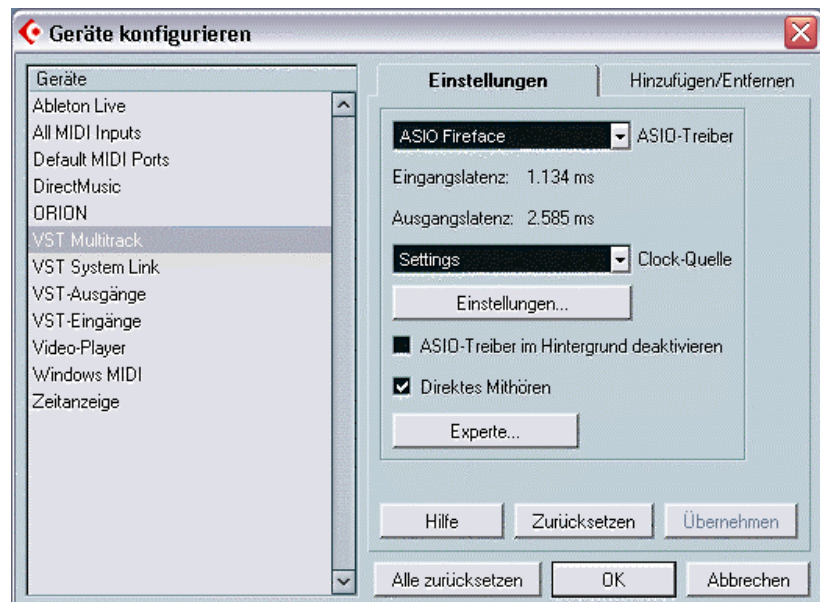 Geräte konfigurieren
Geräte
Ableton Live
All MIDI Inputs
Default MIDI Ports
DirectMusic
ORION
VST Multitrack
VST System Link
VST-Ausgänge
VST-Eingänge
Video-Player
Windows MIDI
Zeitanzeige
Einstellungen
Hinzufügen/Entfernen
ASIO Fireface ASIO-Treiber
Eingangslatenz: 1.134 ms
Ausgangslatenz: 2.585 ms
Settings Clock-Quelle
Einstellungen...
ASIO-Treiber im Hintergrund deaktivieren
Direktes Mithören
Experte...
Hilfe Zurücksetzen Übernehmen
Alle zurücksetzen OK Abbrechen